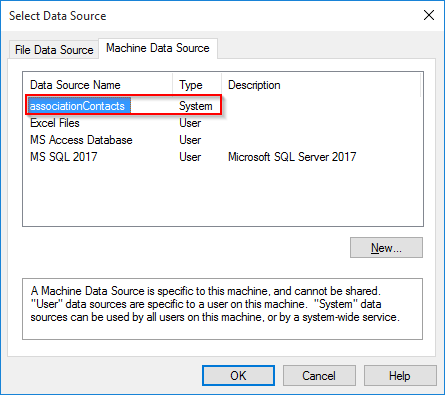 Select Data Source
File Data Source Machine Data Source
Data Source Name Type Description
associationContacts System
Excel Files User
MS Access Database User
MS SQL 2017 User Microsoft SQL Server 2017
New...
A Machine Data Source is specific to this machine, and cannot be shared.
"User" data sources are specific to a user on this machine. "System" data
sources can be used by all users on this machine, or by a system-wide service.
OK Cancel Help